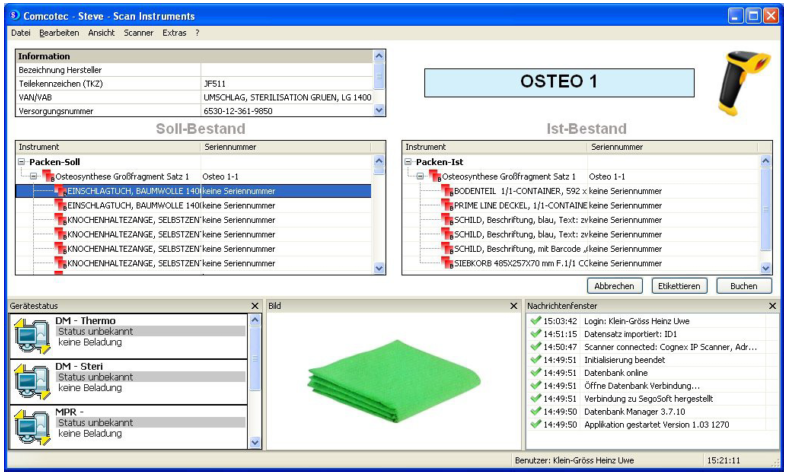 Comcotec - Steve - Scan Instruments
Datei Bearbeiten Ansicht Scanner Extras ?
Information
Bezeichnung Hersteller
Teilekennzeichen (TKZ) JF511
VAN/VAB UMSCHLAG, STERILISATION GRUEN, LG 1400
Versorgungsnummer 6530-12-361-9850
OSTEO 1
Soll-Bestand
Instrument Seriennummer
Packen-Soll
Osteosynthese Großfragment Satz 1 Osteo 1-1
EINSCHLAGTUCH, BAUMWOLLE 140 keine Seriennummer
EINSCHLAGTUCH, BAUMWOLLE 140 keine Seriennummer
KNOCHENHALTEZANGE, SELBSTZEN keine Seriennummer
KNOCHENHALTEZANGE, SELBSTZEN keine Seriennummer
KNOCHENHALTEZANGE, SELBSTZEN keine Seriennummer
KNOCHENHALTEZANGE, SELBSTZEN keine Seriennummer
Ist-Bestand
Instrument Seriennummer
Packen-Ist
Osteosynthese Großfragment Satz 1 Osteo 1-1
BODENTEIL 1/1-CONTAINER, 592 x keine Seriennummer
PRIME LINE DECKEL, 1/1-CONTAINE keine Seriennummer
SCHILD, Beschriftung, blau, Text: zv keine Seriennummer
SCHILD, Beschriftung, blau, Text: zv keine Seriennummer
SCHILD, Beschriftung, mit Barcode , keine Seriennummer
SIEBKORB 485X257X70 mm F.1/1 CC keine Seriennummer
Abbrechen Etikettieren Buchen
Gerätestatus
DM - Thermo
Status unbekannt
keine Beladung
DM - Steri
Status unbekannt
keine Beladung
MPR -
Status unbekannt
keine Beladung
Bild
Nachrichtenfenster
15:03:42 Login: Klein-Gröss Heinz Uwe
14:51:15 Datensatz importiert: ID1
14:50:47 Scanner connected: Cognex IP Scanner, Adr...
14:49:51 Initialisierung beendet
14:49:51 Datenbank online
14:49:51 Öffne Datenbank Verbindung...
14:49:51 Verbindung zu SegoSoft hergestellt
14:49:50 Datenbank Manager 3.7.10
14:49:50 Applikation gestartet Version 1.03 1270
Benutzer: Klein-Gröss Heinz Uwe 15:21:11